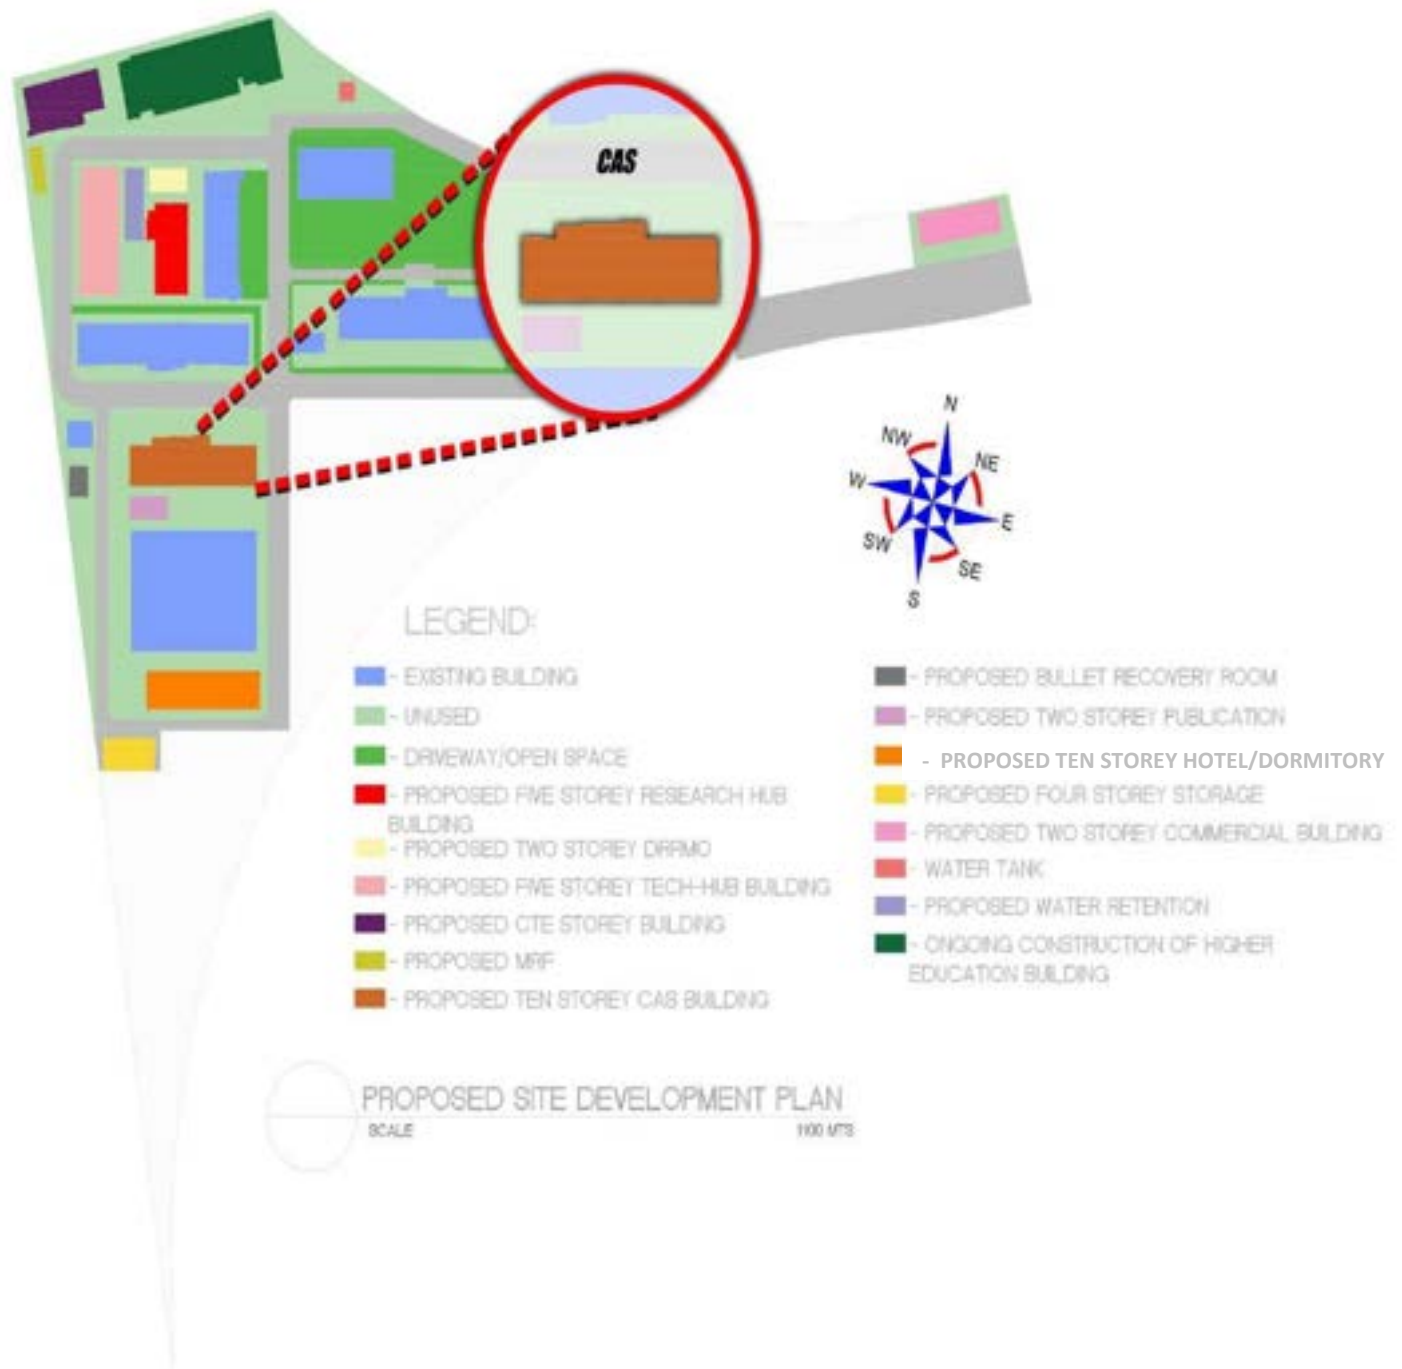 CAS
N
NW
NE
W
E
SW
SE
S
LEGEND:
- EXISTING BUILDING
- UNUSED
- DRIVEWAY/OPEN SPACE
- PROPOSED FIVE STOREY RESEARCH HUB
BUILDING
- PROPOSED TWO STOREY DRRMO
- PROPOSED FIVE STOREY TECH-HUB BUILDING
- PROPOSED CTE STOREY BUILDING
- PROPOSED MRF
- PROPOSED TEN STOREY CAS BUILDING
- PROPOSED BULLET RECOVERY ROOM
- PROPOSED TWO STOREY PUBLICATION
- PROPOSED TEN STOREY HOTEL/DORMITORY
- PROPOSED FOUR STOREY STORAGE
- PROPOSED TWO STOREY COMMERCIAL BUILDING
- WATER TANK
- PROPOSED WATER RETENTION
- ONGOING CONSTRUCTION OF HIGHER
EDUCATION BUILDING
PROPOSED SITE DEVELOPMENT PLAN
SCALE
MTS